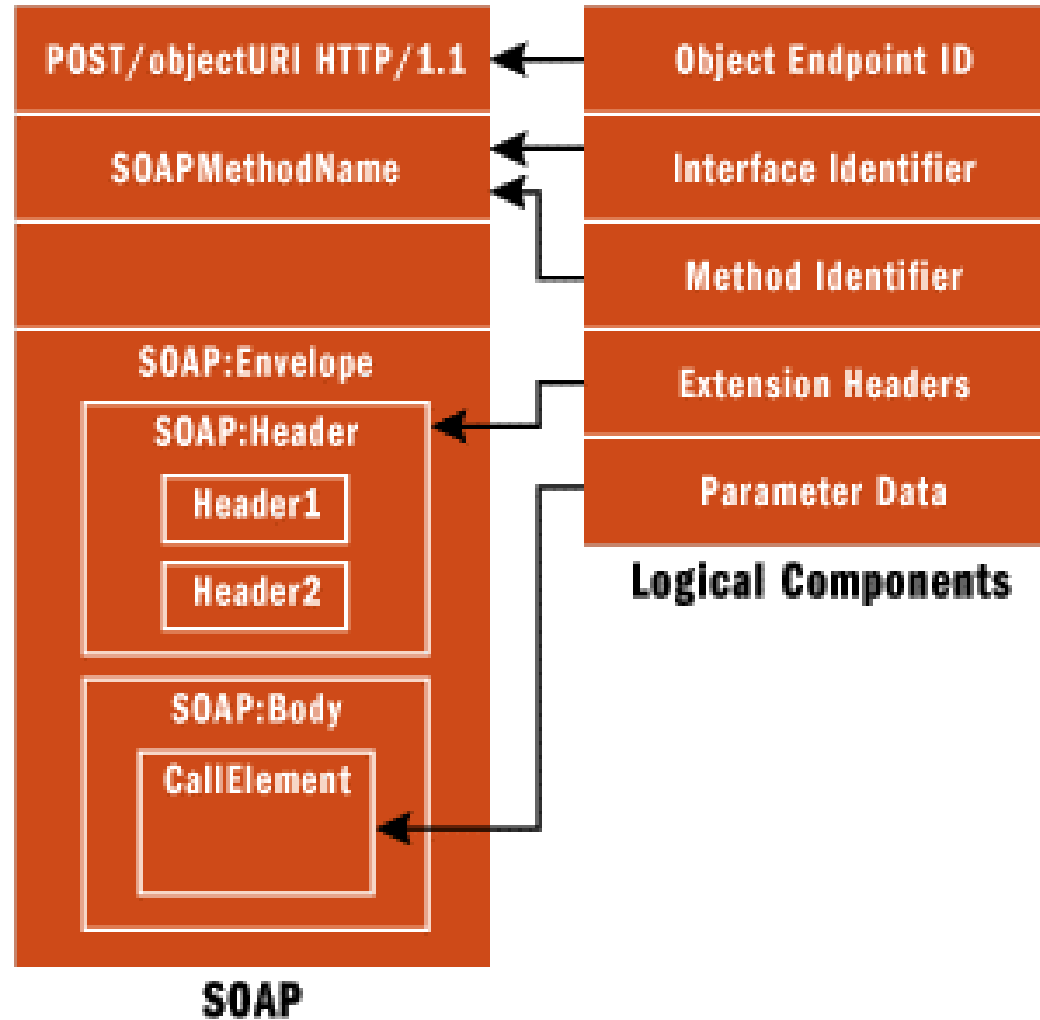 POST/objectURI HTTP/1.1
SOAPMethodName
SOAP:Envelope
SOAP:Header
Header1
Header2
SOAP:Body
CallElement
SOAP
Object Endpoint ID
Interface Identifier
Method Identifier
Extension Headers
Parameter Data
Logical Components